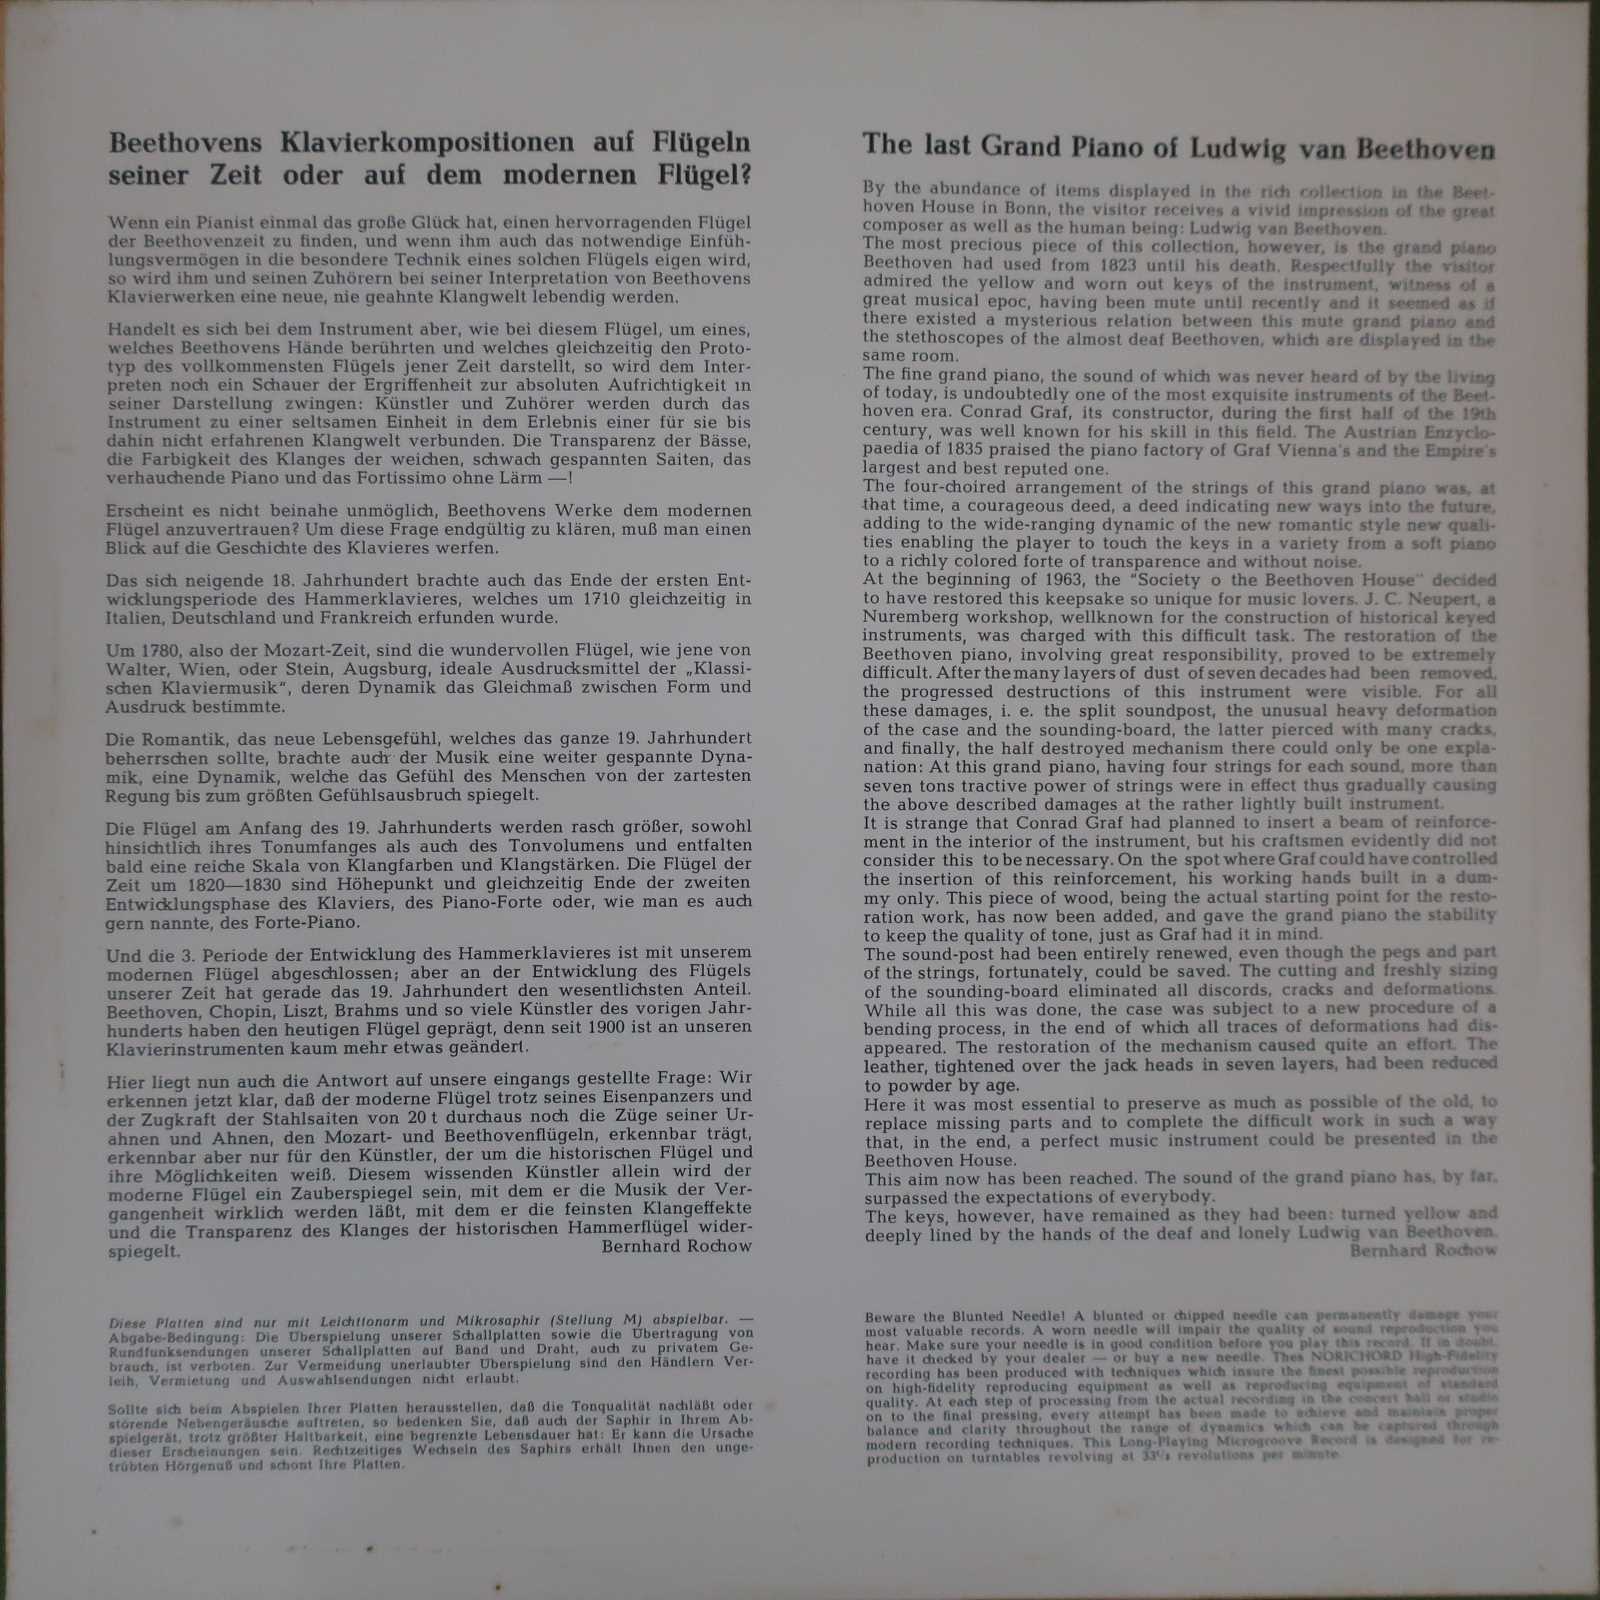 Beethovens Klavierkompositionen auf Flügeln
seiner Zeit oder auf dem modernen Flügel?
Wenn ein Pianist einmal das große Glück hat, einen hervorragenden Flügel
der Beethovenzeit zu finden, und wenn ihm auch das notwendige Einfüh-
lungsvermögen in die besondere Technik eines solchen Flügels eigen wird,
so wird ihm und seinen Zuhörern bei seiner Interpretation von Beethovens
Klavierwerken eine neue, nie geahnte Klangwelt lebendig werden.
Handelt es sich bei dem Instrument aber, wie bei diesem Flügel, um eines,
welches Beethovens Hände berührten und welches gleichzeitig den Proto-
typ des vollkommensten Flügels jener Zeit darstellt, so wird dem Inter-
preten noch ein Schauer der Ergriffenheit zur absoluten Aufrichtigkeit in
seiner Darstellung zwingen: Künstler und Zuhörer werden durch das
Instrument zu einer seltsamen Einheit in dem Erlebnis einer für sie bis
dahin nicht erfahrenen Klangwelt verbunden. Die Transparenz der Bässe,
die Farbigkeit des Klanges der weichen, schwach gespannten Saiten, das
verhauchende Piano und das Fortissimo ohne Lärm —!
Erscheint es nicht beinahe unmöglich, Beethovens Werke dem modernen
Flügel anzuvertrauen? Um diese Frage endgültig zu klären, muß man einen
Blick auf die Geschichte des Klavieres werfen.
Das sich neigende 18. Jahrhundert brachte auch das Ende der ersten Ent-
wicklungsperiode des Hammerklavieres, welches um 1710 gleichzeitig in
Italien, Deutschland und Frankreich erfunden wurde.
Um 1780, also der Mozart-Zeit, sind die wundervollen Flügel, wie jene von
Walter, Wien, oder Stein, Augsburg, ideale Ausdrucksmittel der „Klassi-
schen Klaviermusik“, deren Dynamik das Gleichmaß zwischen Form und
Ausdruck bestimmte.
Die Romantik, das neue Lebensgefühl, welches das ganze 19. Jahrhundert
beherrschen sollte, brachte auch der Musik eine weiter gespannte Dyna-
mik, eine Dynamik, welche das Gefühl des Menschen von der zartesten
Regung bis zum größten Gefühlsausbruch spiegelt.
Die Flügel am Anfang des 19. Jahrhunderts werden rasch größer, sowohl
hinsichtlich ihres Tonumfanges als auch des Tonvolumens und entfalten
bald eine reiche Skala von Klangfarben und Klangstärken. Die Flügel der
Zeit um 1820—1830 sind Höhepunkt und gleichzeitig Ende der zweiten
Entwicklungsphase des Klaviers, des Piano-Forte oder, wie man es auch
gern nannte, des Forte-Piano.
Und die 3. Periode der Entwicklung des Hammerklavieres ist mit unserem
modernen Flügel abgeschlossen; aber an der Entwicklung des Flügels
unserer Zeit hat gerade das 19. Jahrhundert den wesentlichsten Anteil.
Beethoven, Chopin, Liszt, Brahms und so viele Künstler des vorigen Jahr-
hunderts haben den heutigen Flügel geprägt, denn seit 1900 ist an unseren
Klavierinstrumenten kaum mehr etwas geändert.
Hier liegt nun auch die Antwort auf unsere eingangs gestellte Frage: Wir
erkennen jetzt klar, daß der moderne Flügel trotz seines Eisenpanzers und
der Zugkraft der Stahlsaiten von 20 t durchaus noch die Züge seiner Ur-
ahnen und Ahnen, den Mozart- und Beethovenflügeln, erkennbar trägt,
erkennbar aber nur für den Künstler, der um die historischen Flügel und
ihre Möglichkeiten weiß. Diesem wissenden Künstler allein wird der
moderne Flügel ein Zauberspiegel sein, mit dem er die Musik der Ver-
gangenheit wirklich werden läßt, mit dem er die feinsten Klangeffekte
und die Transparenz des Klanges der historischen Hammerflügel wider-
spiegelt. Bernhard Rochow
Diese Platten sind nur mit Leichttonarm und Mikrosaphir (Stellung M) abspielbar. —
Abgabe-Bedingung: Die Überspielung unserer Schallplatten sowie die Übertragung von
Rundfunksendungen unserer Schallplatten auf Band und Draht, auch zu privatem Ge-
brauch, ist verboten. Zur Vermeidung unerlaubter Überspielung sind den Händlern Ver-
leih, Vermietung und Auswahlsendungen nicht erlaubt.
Sollte sich beim Abspielen Ihrer Platten herausstellen, daß die Tonqualität nachläßt oder
störende Nebengeräusche auftreten, so bedenken Sie, daß auch der Saphir in Ihrem Ab-
spielgerät, trotz größter Haltbarkeit, eine begrenzte Lebensdauer hat: Er kann die Ursache
dieser Erscheinungen sein. Rechtzeitiges Wechseln des Saphirs erhält Ihnen den unge-
trübten Hörgenuß und schont Ihre Platten.
The last Grand Piano of Ludwig van Beethoven
By the abundance of items displayed in the rich collection in the Beet-
hoven House in Bonn, the visitor receives a vivid impression of the great
composer as well as the human being: Ludwig van Beethoven.
The most precious piece of this collection, however, is the grand piano
Beethoven had used from 1823 until his death. Respectfully the visitor
admired the yellow and worn out keys of the instrument, witness of a
great musical epoc, having been mute until recently and it seemed as if
there existed a mysterious relation between this mute grand piano and
the stethoscopes of the almost deaf Beethoven, which are displayed in the
same room.
The fine grand piano, the sound of which was never heard of by the living
of today, is undoubtedly one of the most exquisite instruments of the Beet-
hoven era. Conrad Graf, its constructor, during the first half of the 19th
century, was well known for his skill in this field. The Austrian Enzyclo-
paedia of 1835 praised the piano factory of Graf Vienna's and the Empire's
largest and best reputed one.
The four-choired arrangement of the strings of this grand piano was, at
that time, a courageous deed, a deed indicating new ways into the future,
adding to the wide-ranging dynamic of the new romantic style new quali-
ties enabling the player to touch the keys in a variety from a soft piano
to a richly colored forte of transparence and without noise.
At the beginning of 1963, the "Society o the Beethoven House" decided
to have restored this keepsake so unique for music lovers. J. C. Neupert, a
Nuremberg workshop, wellknown for the construction of historical keyed
instruments, was charged with this difficult task. The restoration of the
Beethoven piano, involving great responsibility, proved to be extremely
difficult. After the many layers of dust of seven decades had been removed,
the progressed destructions of this instrument were visible. For all
these damages, i. e. the split soundpost, the unusual heavy deformation
of the case and the sounding-board, the latter pierced with many cracks,
and finally, the half destroyed mechanism there could only be one expla-
nation: At this grand piano, having four strings for each sound, more than
seven tons tractive power of strings were in effect thus gradually causing
the above described damages at the rather lightly built instrument.
It is strange that Conrad Graf had planned to insert a beam of reinforce-
ment in the interior of the instrument, but his craftsmen evidently did not
consider this to be necessary. On the spot where Graf could have controlled
the insertion of this reinforcement, his working hands built in a dum-
my only. This piece of wood, being the actual starting point for the resto-
ration work, has now been added, and gave the grand piano the stability
to keep the quality of tone, just as Graf had it in mind.
The sound-post had been entirely renewed, even though the pegs and part
of the strings, fortunately, could be saved. The cutting and freshly sizing
of the sounding-board eliminated all discords, cracks and deformations.
While all this was done, the case was subject to a new procedure of a
bending process, in the end of which all traces of deformations had dis-
appeared. The restoration of the mechanism caused quite an effort. The
leather, tightened over the jack heads in seven layers, had been reduced
to powder by age.
Here it was most essential to preserve as much as possible of the old, to
replace missing parts and to complete the difficult work in such a way
that, in the end, a perfect music instrument could be presented in the
Beethoven House.
This aim now has been reached. The sound of the grand piano has, by far,
surpassed the expectations of everybody.
The keys, however, have remained as they had been: turned yellow and
deeply lined by the hands of the deaf and lonely Ludwig van Beethoven.
Bernhard Rochow
Beware the Blunted Needle! A blunted or chipped needle can permanently damage your
most valuable records. A worn needle will impair the quality of sound reproduction you
hear. Make sure your needle is in good condition before you play this record. If in doubt,
have it checked by your dealer — or buy a new needle. Thes NORICHORD High-Fidelity
recording has been produced with techniques which insure the finest possible reproduction
on high-fidelity reproducing equipment as well as reproducing equipment of standard
quality. At each step of processing from the actual recording in the concert hall or studio
on to the final pressing, every attempt has been made to achieve and maintain proper
balance and clarity throughout the range of dynamics which can be captured through
modern recording techniques. This Long-Playing Microgroove Record is designed for re-
production on turntables revolving at 33⅓ revolutions per minute.